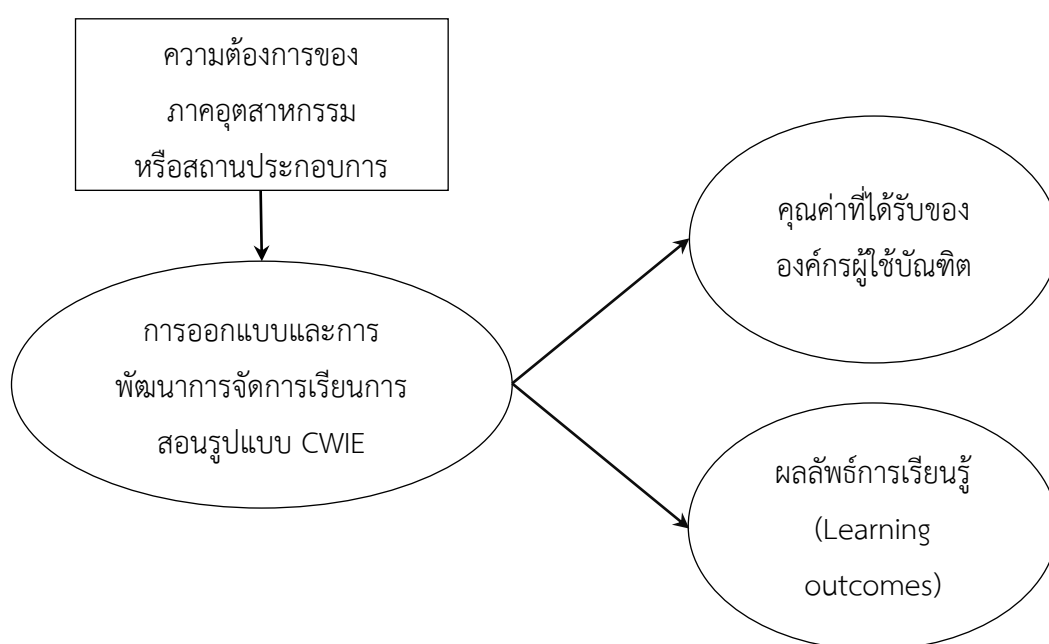 ความต้องการของ
ภาคอุตสาหกรรม
หรือสถานประกอบการ
การออกแบบและการ
พัฒนาการจัดการเรียนการ
สอนรูปแบบ CWIE
คุณค่าที่ได้รับของ
องค์กรผู้ใช้บัณฑิต
ผลลัพธ์การเรียนรู้
(Learning
outcomes)